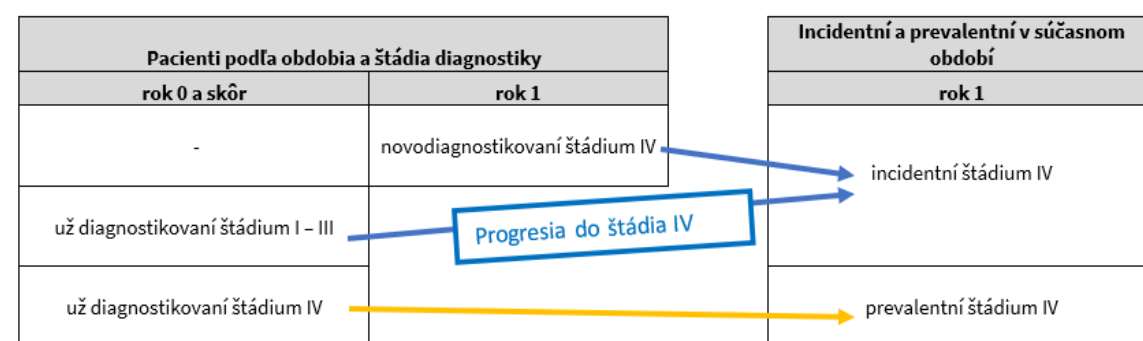 Pacienti podľa obdobia a štádia diagnostiky
Incidentní a prevalentní v súčasnom
období
rok 0 a skôr
rok 1
rok 1
-
novodiagnostikovaní štádium IV
incidentní štádium IV
už diagnostikovaní štádium I – III
Progresia do štádia IV
už diagnostikovaní štádium IV
prevalentní štádium IV